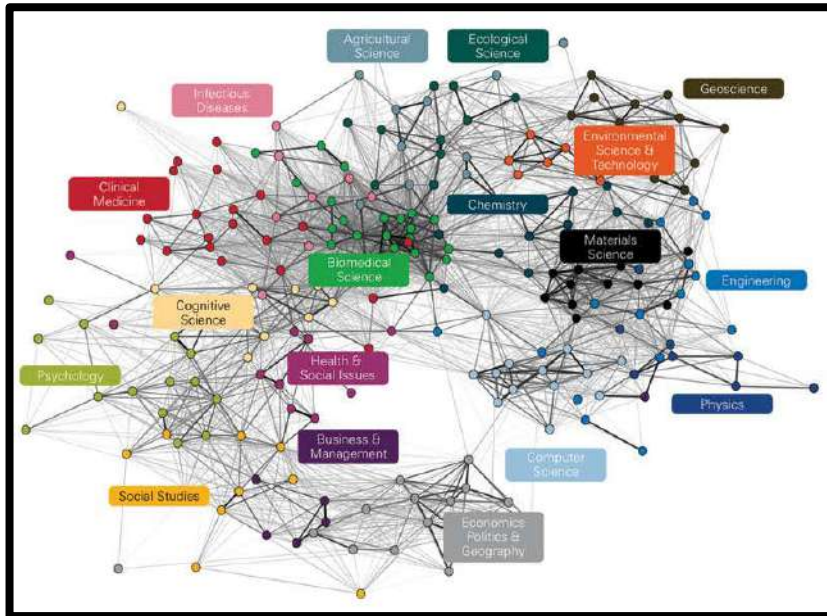 Agricultural
Science
Ecological
Science
Infectious
Diseases
Geoscience
Environmental
Science &
Technology
Clinical
Medicine
Chemistry
Materials
Science
Biomedical
Science
Engineering
Cognitive
Science
Health &
Social Issues
Psychology
Physics
Business &
Management
Computer
Science
Social Studies
Economics
Politics &
Geography